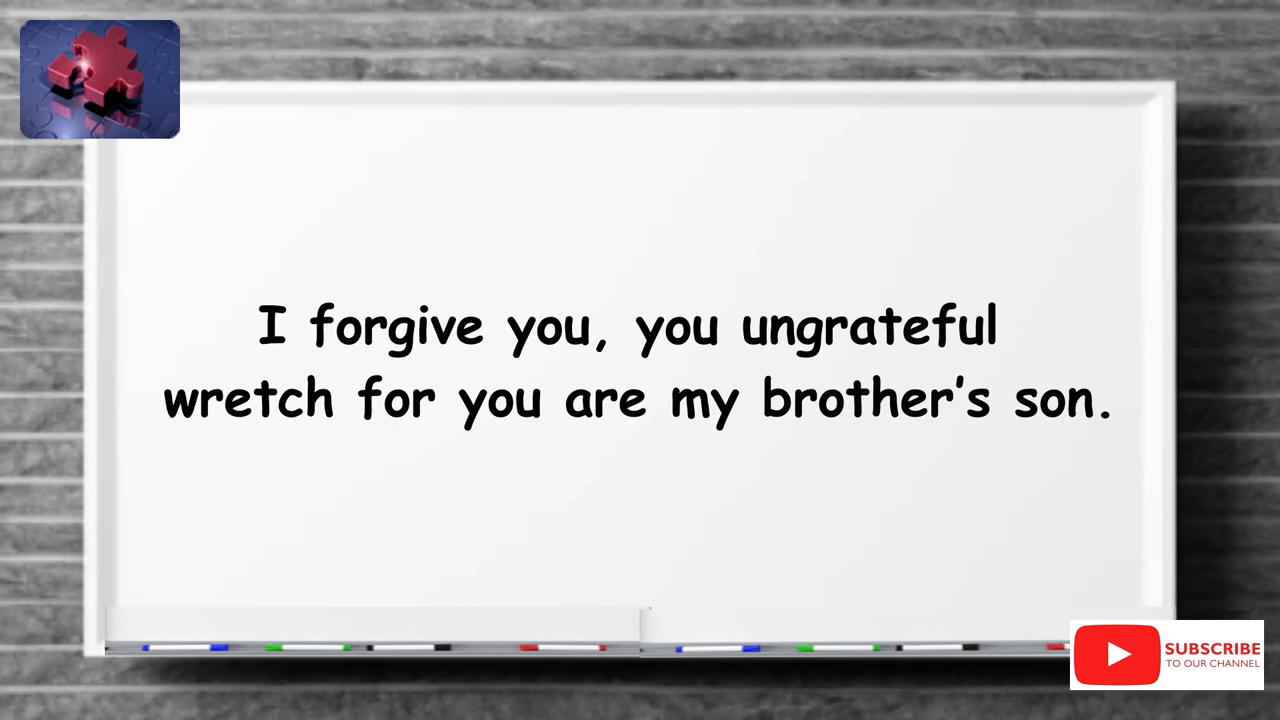 I forgive you, you ungrateful
wretch for you are my brother's son.
SUBSCRIBE
TO OUR CHANNEL